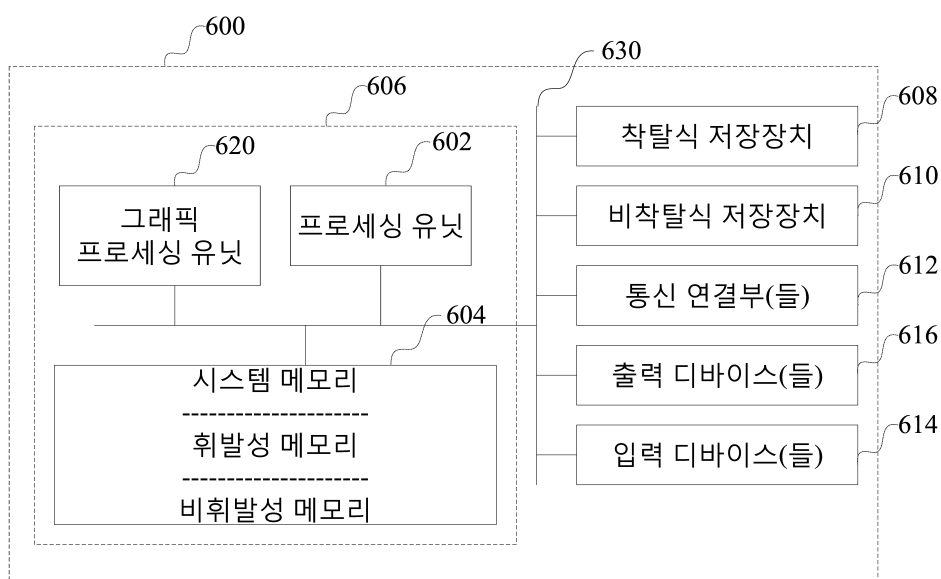 600
630
606
608
착탈식 저장장치
620
602
610
그래픽
프로세싱 유닛
프로세싱 유닛
비착탈식 저장장치
612
통신 연결부(들)
604
616
시스템 메모리
---------------------
휘발성 메모리
---------------------
비휘발성 메모리
출력 디바이스(들)
614
입력 디바이스(들)